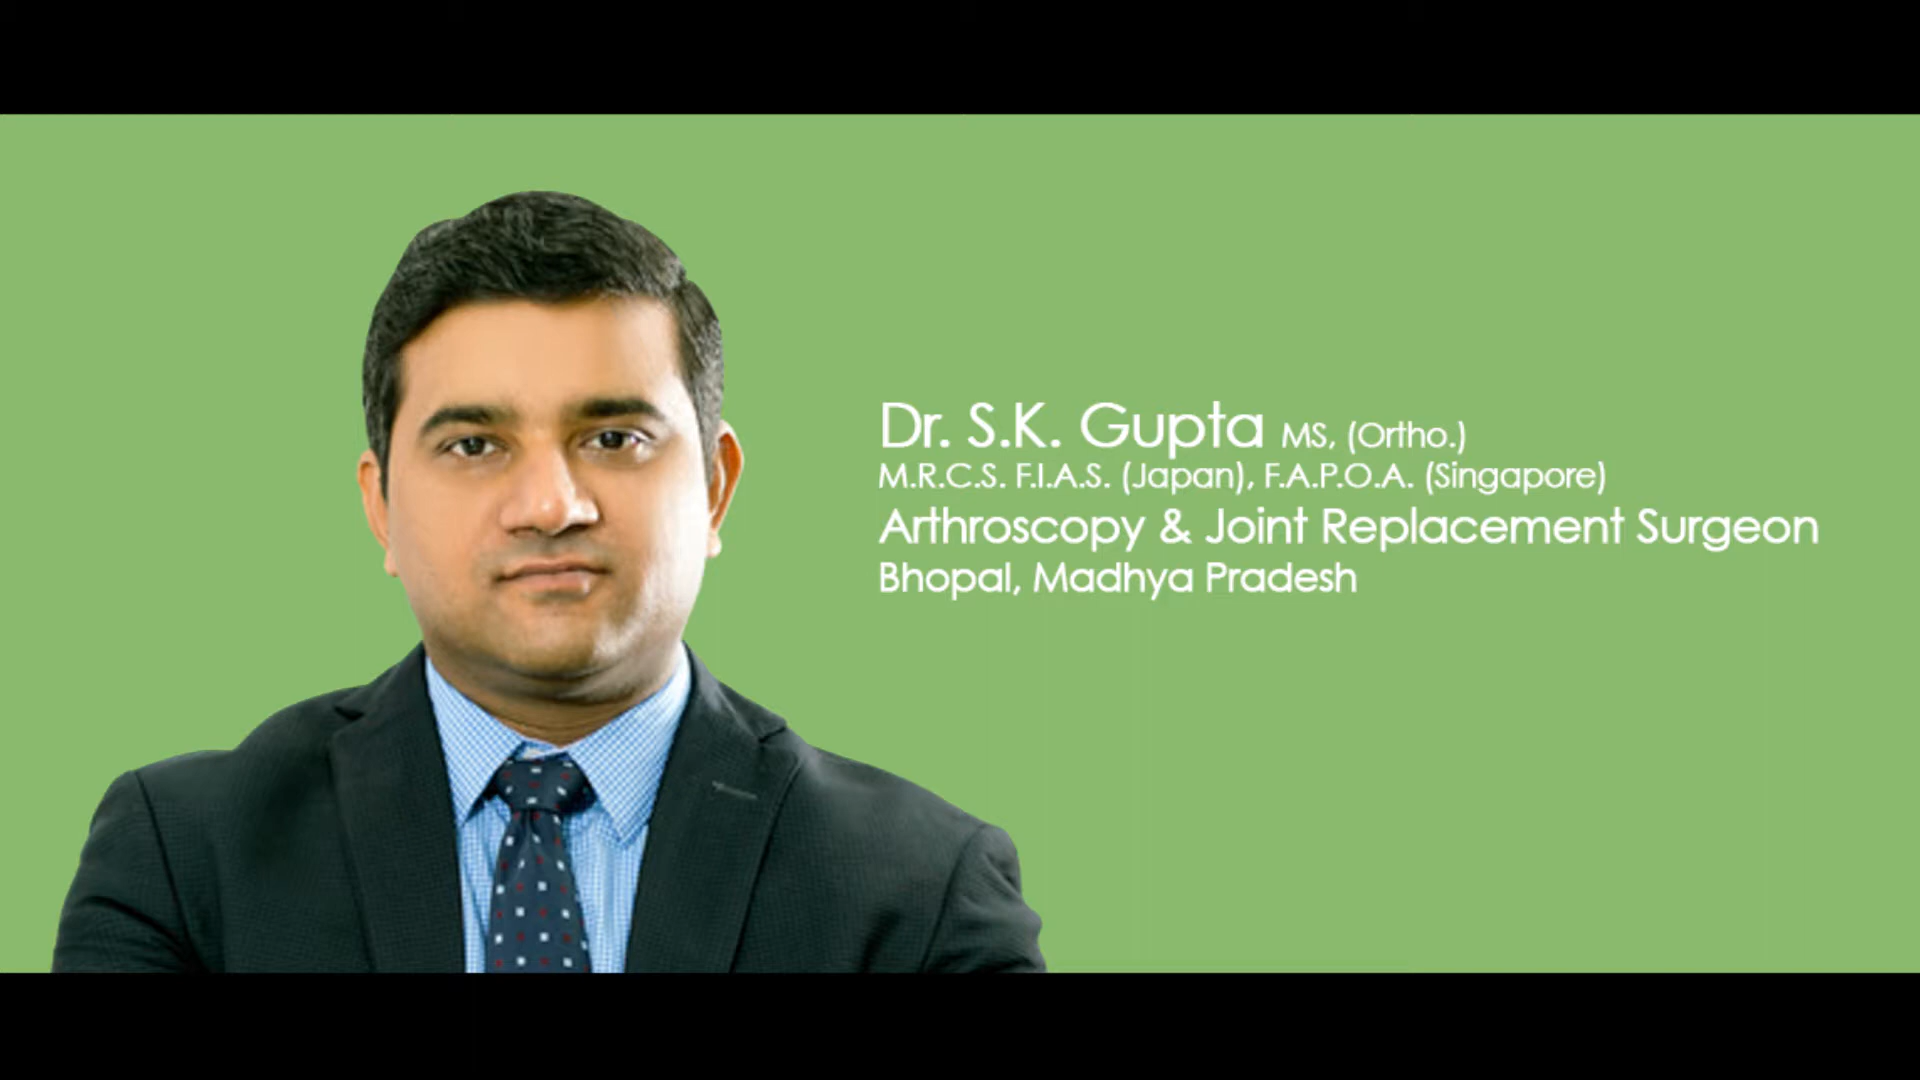 Dr. S.K. Gupta MS, (Ortho.)
M.R.C.S. F.I.A.S. (Japan), F.A.P.O.A. (Singapore)
Arthroscopy & Joint Replacement Surgeon
Bhopal, Madhya Pradesh